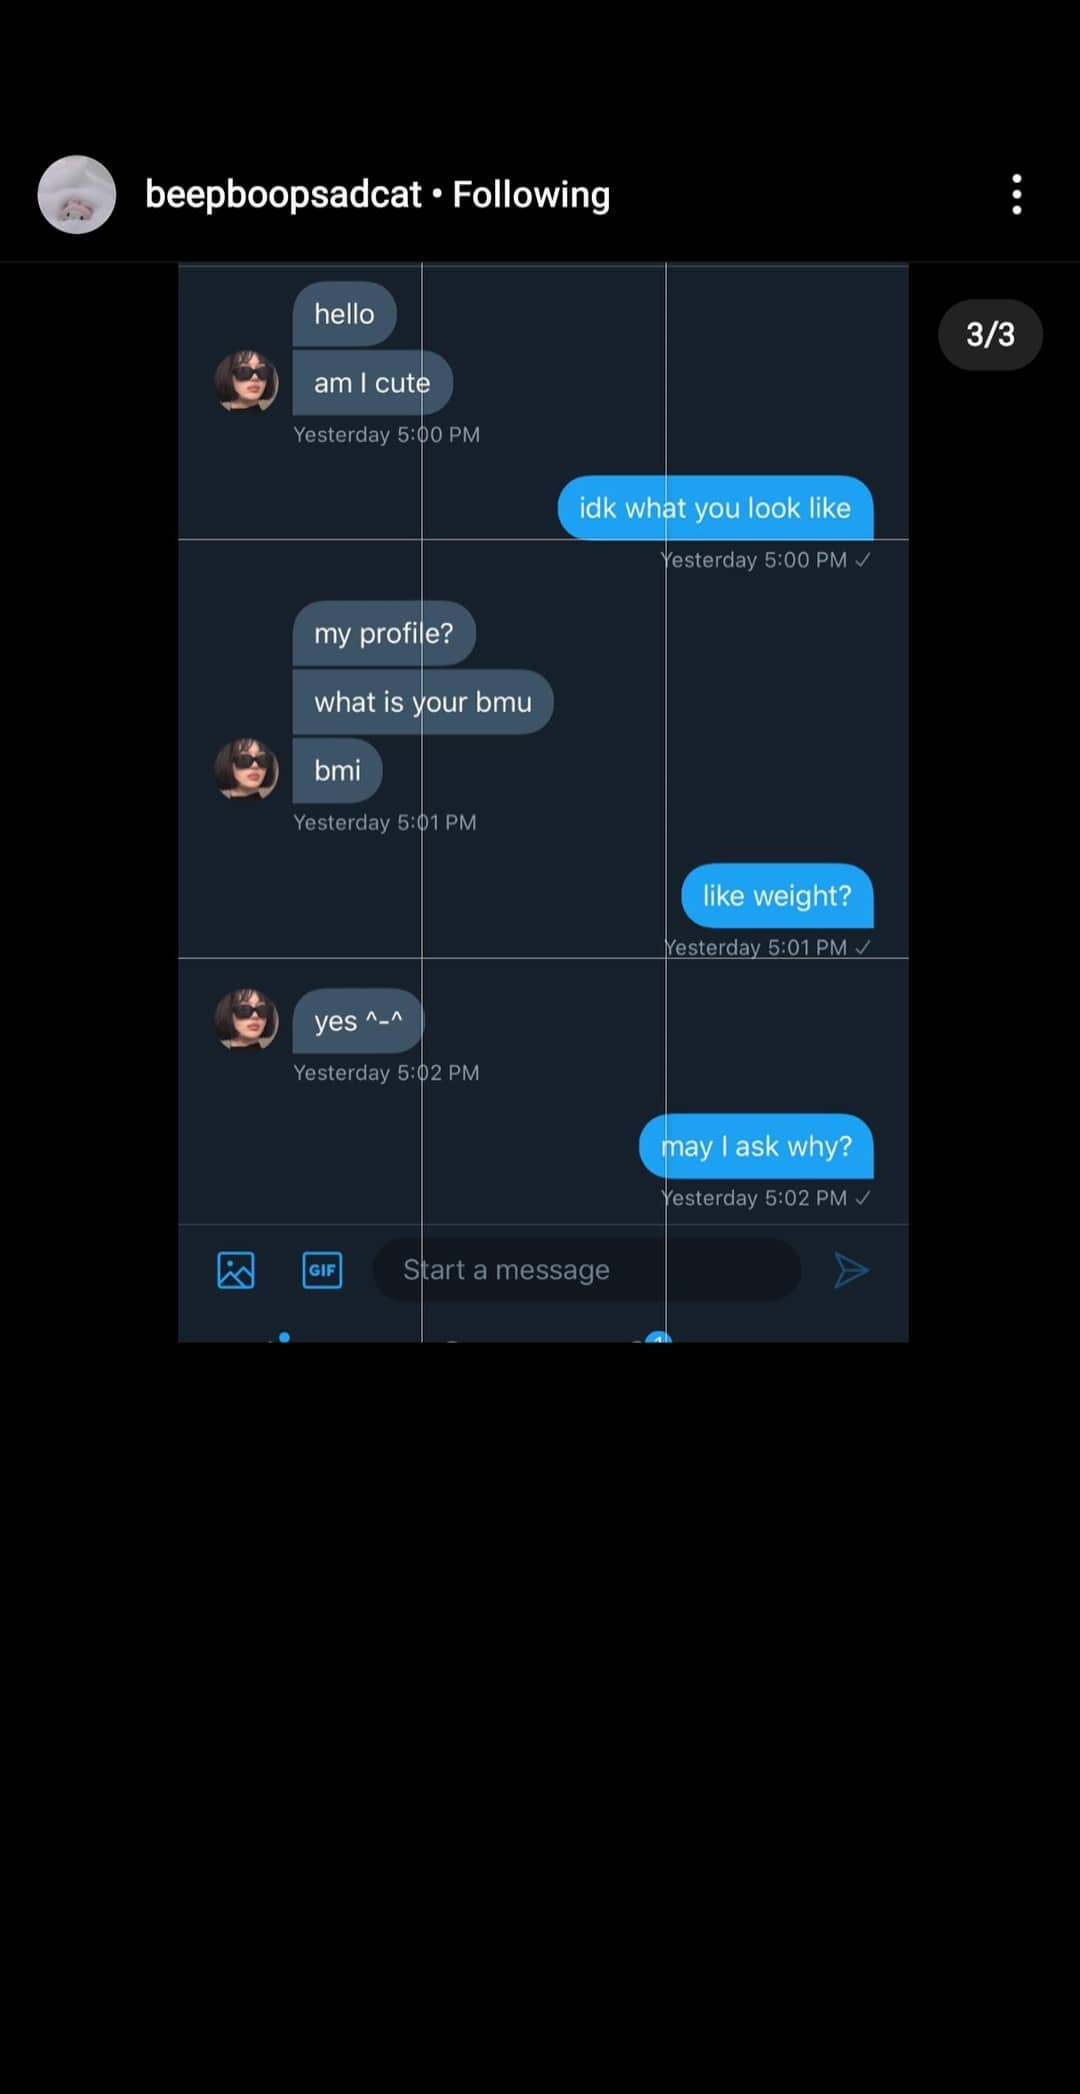 beepboopsadcat • Following
3/3
hello
am I cute
Yesterday 5:00 PM
idk what you look like
Yesterday 5:00 PM ✓
my profile?
what is your bmu
bmi
Yesterday 5:01 PM
like weight?
Yesterday 5:01 PM ✓
yes ^-^
Yesterday 5:02 PM
may I ask why?
Yesterday 5:02 PM ✓
GIF
Start a message
1